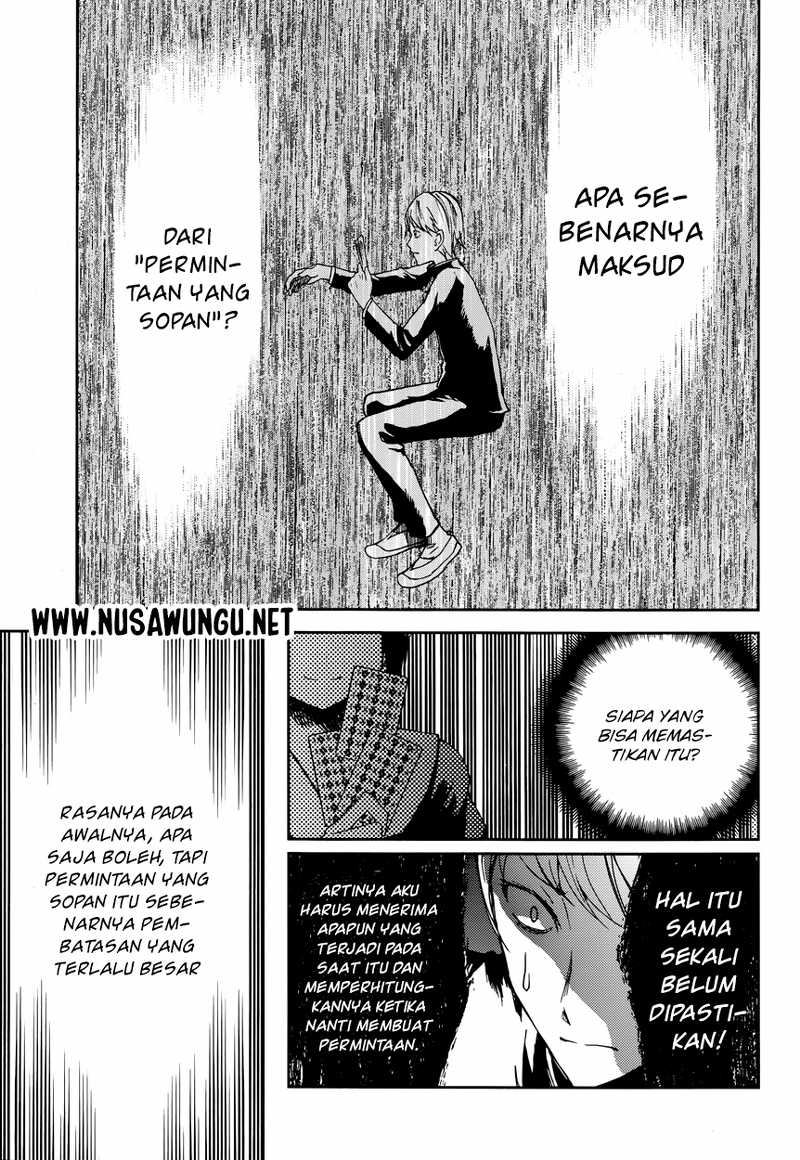 APA SE-
BENARNYA
MAKSUD
DARI
"PERMIN-
TAAN YANG
SOPAN"?
WWW.NUSAWUNGU.NET
SIAPA YANG
BISA MEMAS-
TIKAN ITU?
HAL ITU
SAMA
SEKALI
BELUM
DIPASTI-
KAN!
ARTINYA AKU
HARUS MENERIMA
APAPUN YANG
TERJADI PADA
SAAT ITU DAN
MEMPERHITUNG-
KANNYA KETIKA
NANTI MEMBUAT
PERMINTAAN.
RASANYA PADA
AWALNYA, APA
SAJA BOLEH, TAPI
PERMINTAAN YANG
SOPAN ITU SEBE-
NARNYA PEM-
BATASAN YANG
TERLALU BESAR